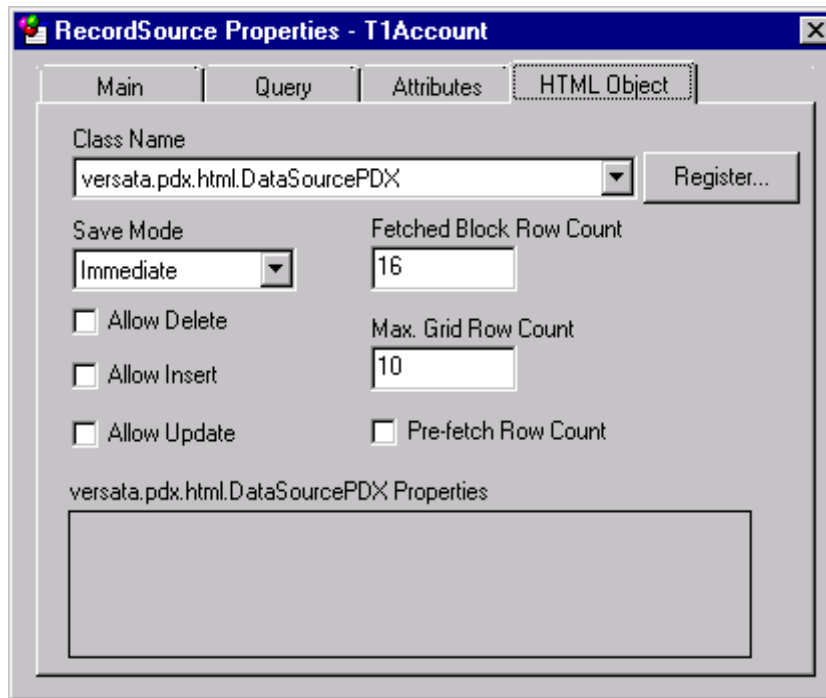 RecordSource Properties - T1Account
Main Query Attributes HTML Object
Class Name
versata.pdx.html.DataSourcePDX Register...
Save Mode Fetched Block Row Count
Immediate 16
Allow Delete Max. Grid Row Count
Allow Insert 10
Allow Update Pre-fetch Row Count
versata.pdx.html.DataSourcePDX Properties